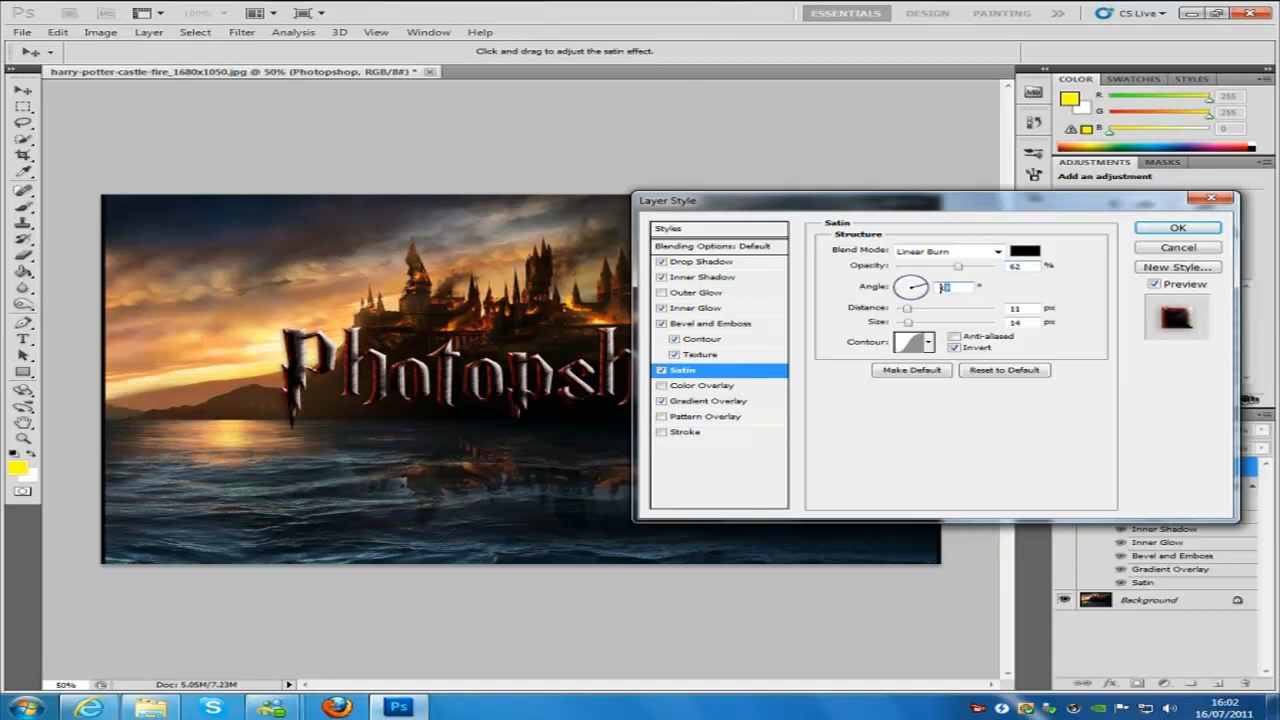 Ps Br Mb 100% ESSENTIALS DESIGN PAINTING >> CS Live
File Edit Image Layer Select Filter Analysis 3D View Window Help
Click and drag to adjust the satin effect.
harry-potter-castle-fire_1680x1050.jpg @ 50% (Photopshop, RGB/8#) *
COLOR SWATCHES STYLES
R 255
G 255
B 0
ADJUSTMENTS MASKS
Add an adjustment
Photopsh
Layer Style
Styles
Blending Options: Default
Drop Shadow
Inner Shadow
Outer Glow
Inner Glow
Bevel and Emboss
Contour
Texture
Satin
Color Overlay
Gradient Overlay
Pattern Overlay
Stroke
Satin
Structure
Blend Mode: Linear Burn
Opacity: 62 %
Angle: °
Distance: 11 px
Size: 14 px
Contour: Anti-aliased
Invert
Make Default Reset to Default
OK
Cancel
New Style...
Preview
Inner Shadow
Inner Glow
Bevel and Emboss
Gradient Overlay
Satin
Background
50% Doc: 5.05M/7.23M
Ps
16:02
16/07/2011